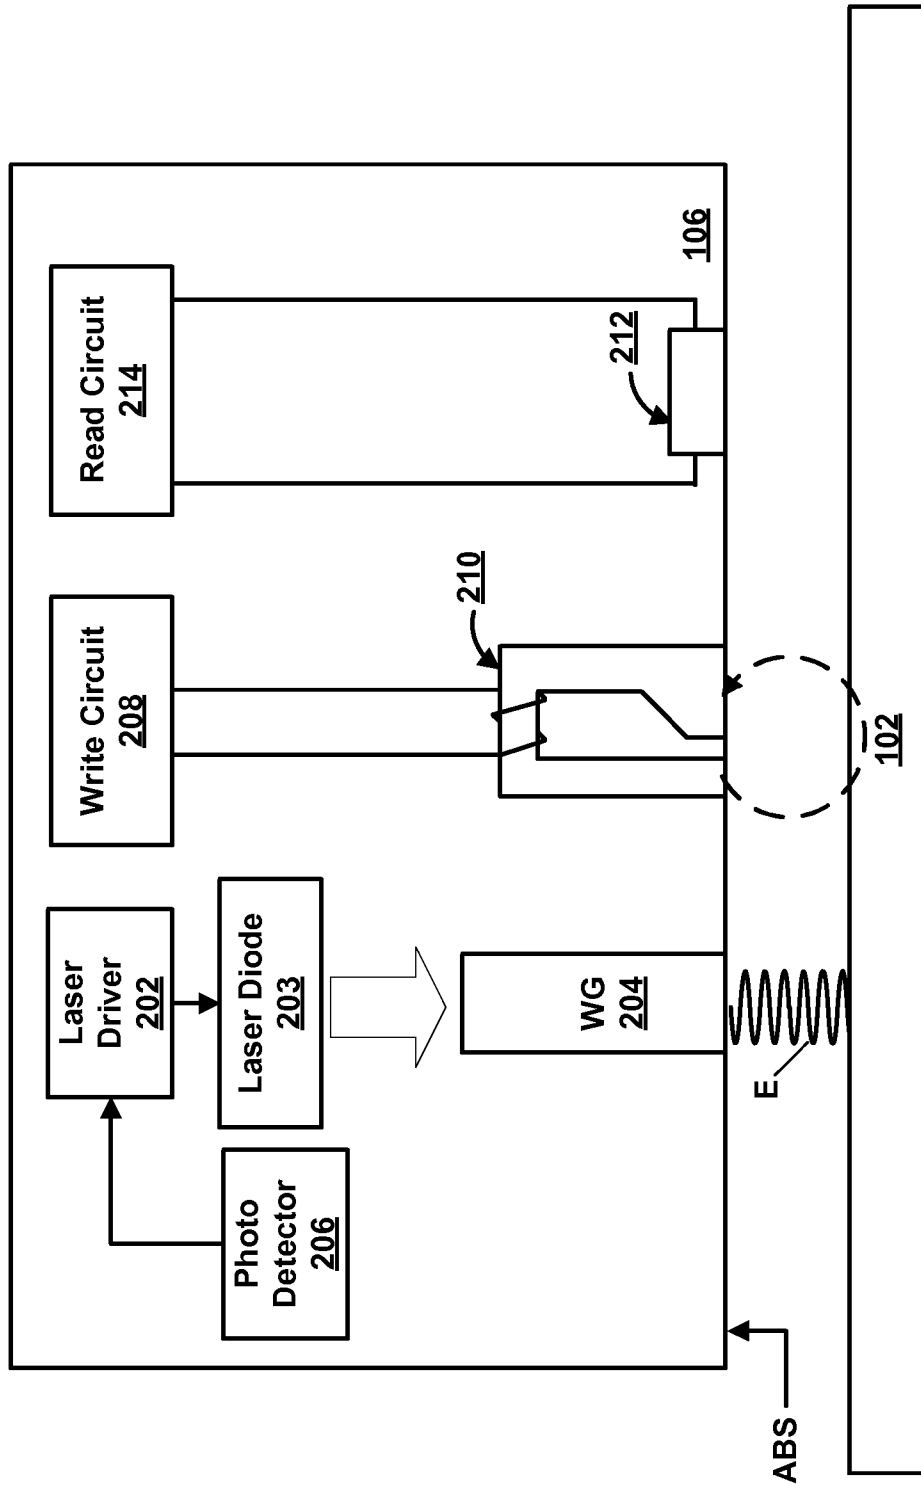 Laser
Driver
202
Laser Diode
203
Photo
Detector
206
WG
204
E
ABS
Write Circuit
208
210
Read Circuit
214
212
106
102